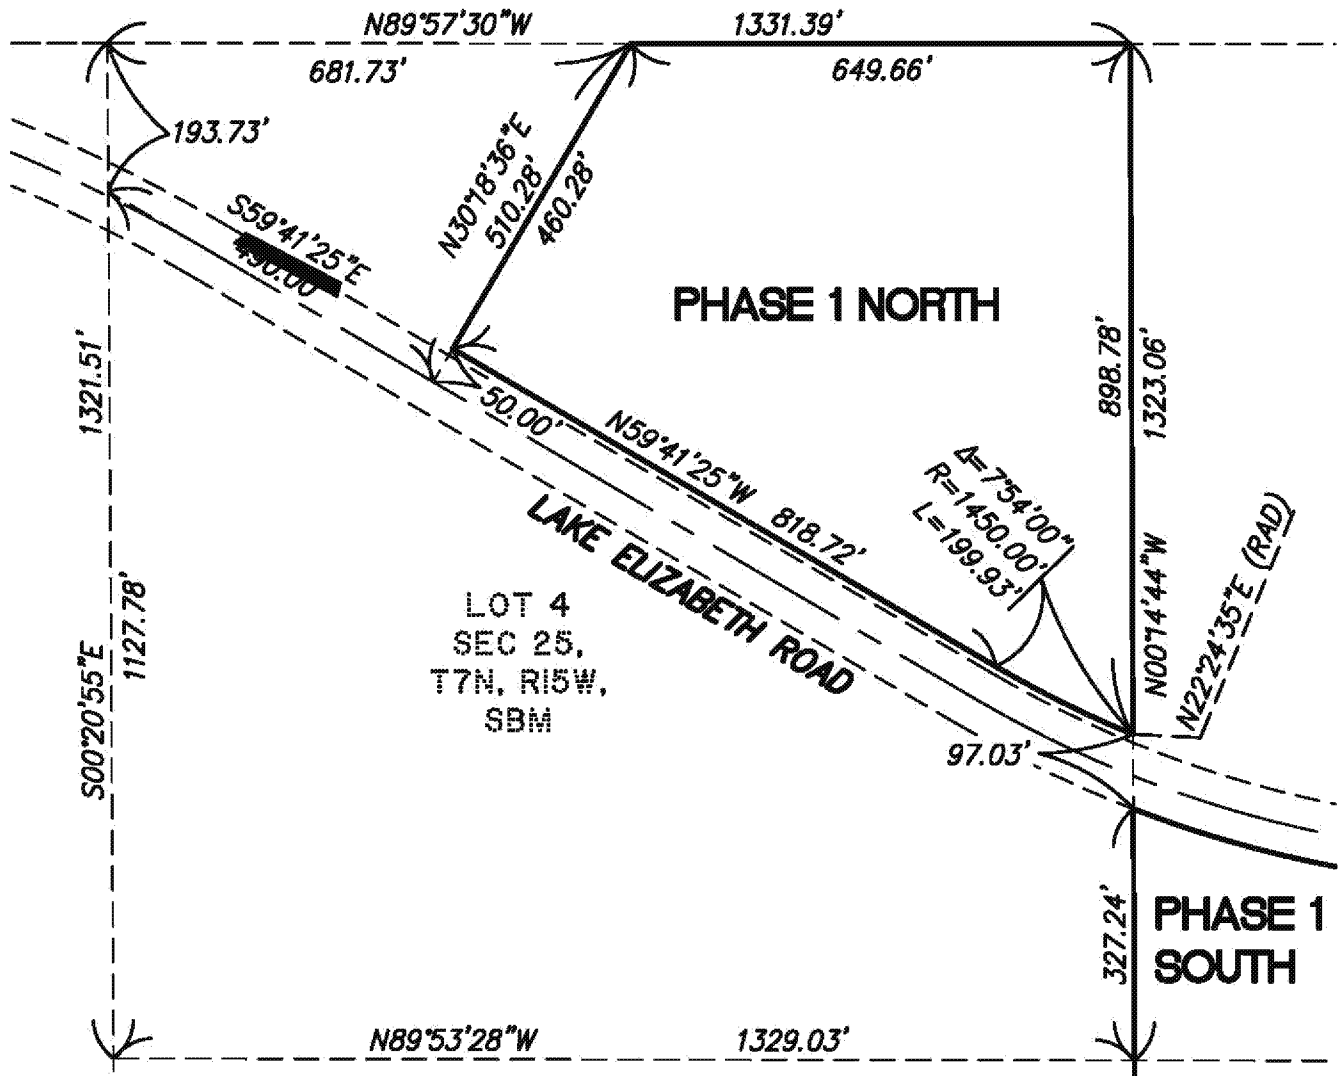 N89°57'30"W 1331.39'
681.73' 649.66'
193.73'
N30°18'36"E
510.28'
460.28'
S59°41'25"E
490.00'
PHASE 1 NORTH
1321.51'
898.78'
1323.06'
50.00'
N59°41'25"W 818.72'
Δ=7°54'00"
R=1450.00'
L=199.93'
LAKE ELIZABETH ROAD
N00°14'44"W
N22°24'35"E (RAD)
LOT 4
SEC 25,
T7N, R15W,
SBM
S00°20'55"E
1127.78'
97.03'
327.24'
PHASE 1
SOUTH
N89°53'28"W 1329.03'